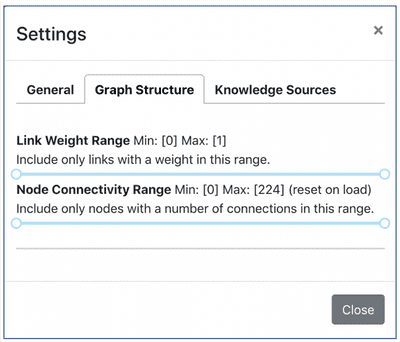 Settings
×
General Graph Structure Knowledge Sources
Link Weight Range Min: [0] Max: [1]
Include only links with a weight in this range.
Node Connectivity Range Min: [0] Max: [224] (reset on load)
Include only nodes with a number of connections in this range.
Close